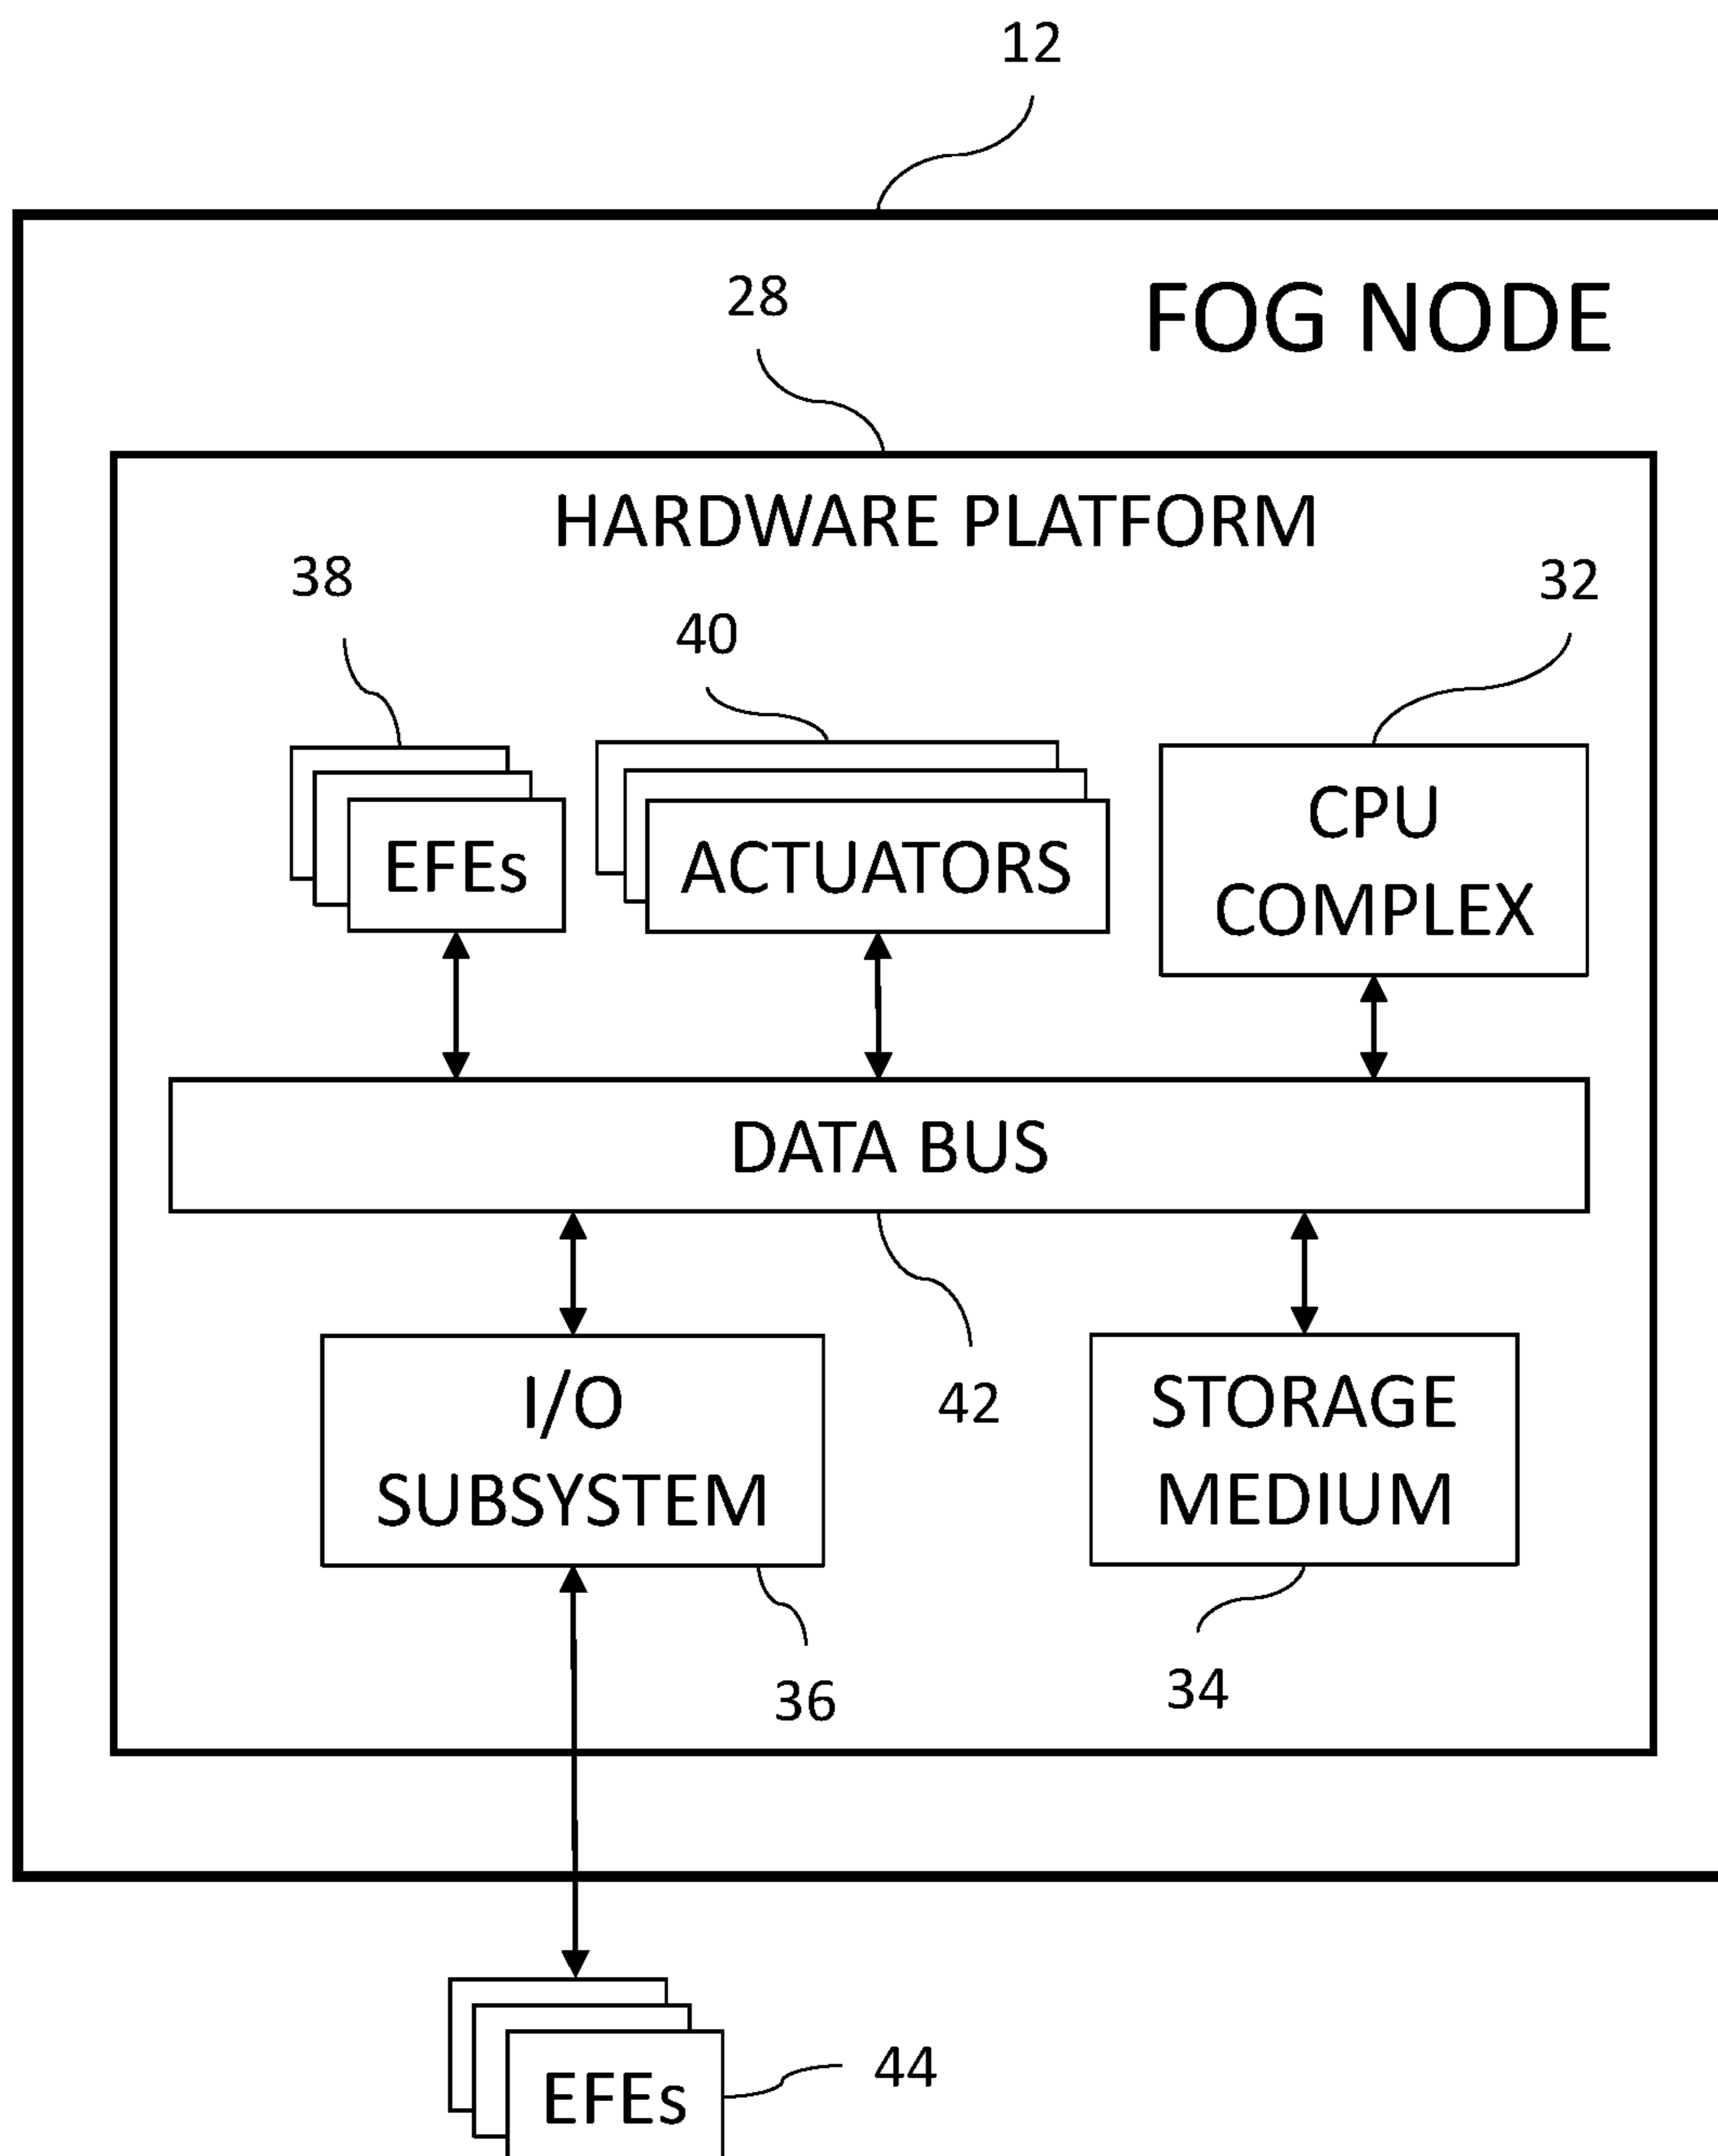 12
28
FOG NODE
HARDWARE PLATFORM
38
40
32
EFEs
ACTUATORS
CPU
COMPLEX
DATA BUS
I/O
SUBSYSTEM
42
STORAGE
MEDIUM
36
34
EFEs
44